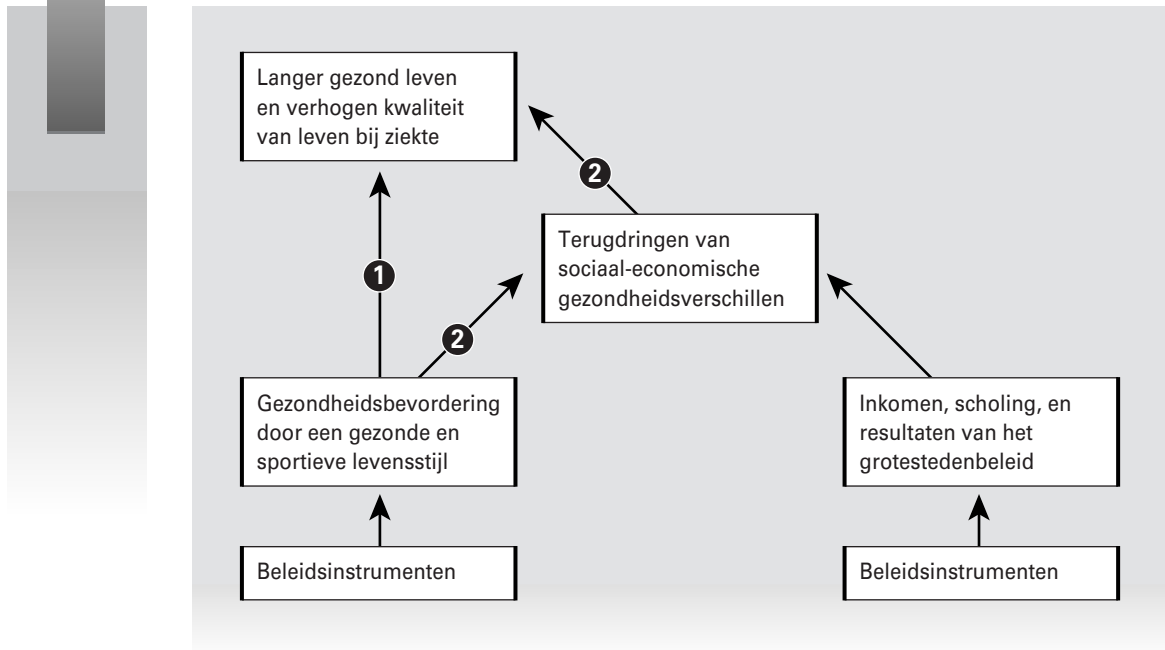 Langer gezond leven
en verhogen kwaliteit
van leven bij ziekte
2
Terugdringen van
sociaal-economische
gezondheidsverschillen
1
2
Gezondheidsbevordering
door een gezonde en
sportieve levensstijl
Inkomen, scholing, en
resultaten van het
grotestedenbeleid
Beleidsinstrumenten
Beleidsinstrumenten